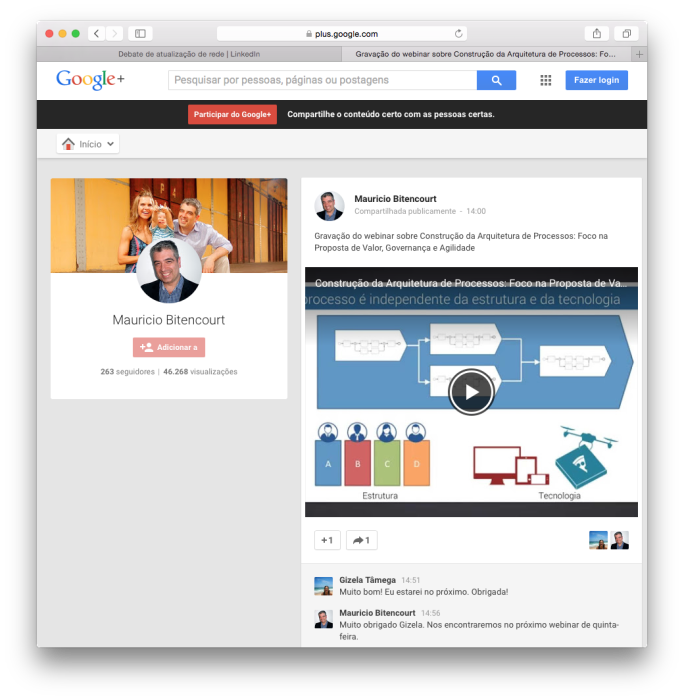 plus.google.com
Debate de atualização de rede | LinkedIn
Gravação do webinar sobre Construção da Arquitetura de Processos: Fo...
Google+
Pesquisar por pessoas, páginas ou postagens
Fazer login
Participar do Google+
Compartilhe o conteúdo certo com as pessoas certas.
Início
Mauricio Bitencourt
Adicionar a
263 seguidores | 46.268 visualizações
Mauricio Bitencourt
Compartilhada publicamente - 14:00
Gravação do webinar sobre Construção da Arquitetura de Processos: Foco na
Proposta de Valor, Governança e Agilidade
Construção da Arquitetura de Processos: Foco na Proposta de Va...
processo é independente da estrutura e da tecnologia
A B C D
Estrutura
Tecnologia
+1
1
Gizela Tâmega 14:51
Muito bom! Eu estarei no próximo. Obrigada!
Mauricio Bitencourt 14:56
Muito obrigado Gizela. Nos encontraremos no próximo webinar de quinta-
feira.